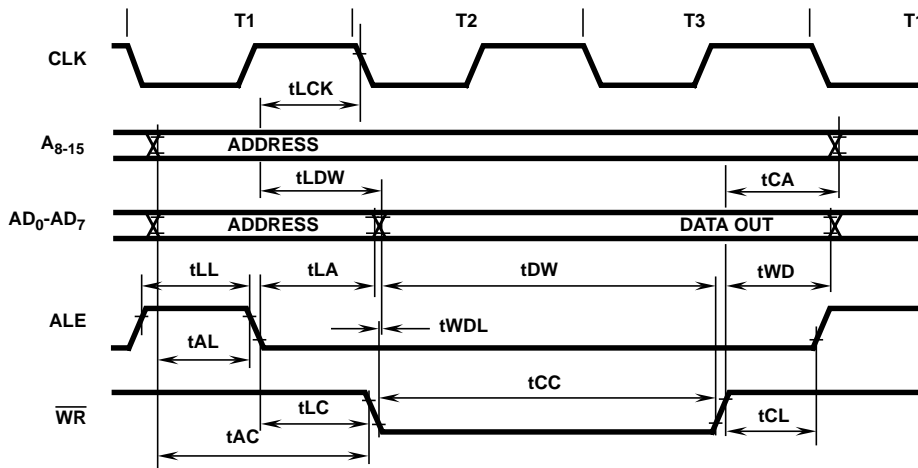 T1 T2 T3 T1
CLK
tLCK
A8-15 ADDRESS
tLDW tCA
AD0-AD7 ADDRESS DATA OUT
tLL tLA tDW tWD
ALE tWDL
tAL
tCC
WR tLC tCL
tAC